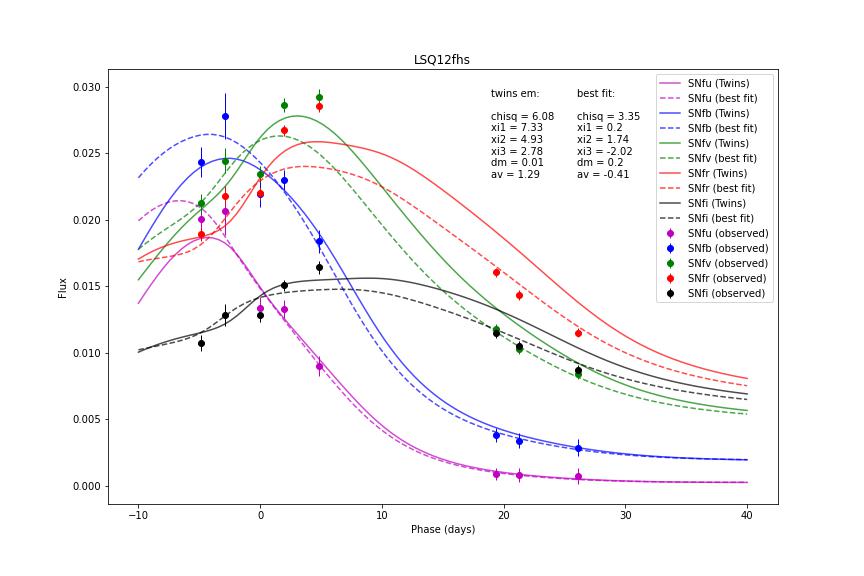 LSQ12fhs
0.030
0.025
0.020
0.015
0.010
0.005
0.000
Flux
−10
0
10
20
30
40
Phase (days)
twins em:
chisq = 6.08
xi1 = 7.33
xi2 = 4.93
xi3 = 2.78
dm = 0.01
av = 1.29
best fit:
chisq = 3.35
xi1 = 0.2
xi2 = 1.74
xi3 = -2.02
dm = 0.2
av = -0.41
SNfu (Twins)
SNfu (best fit)
SNfb (Twins)
SNfb (best fit)
SNfv (Twins)
SNfv (best fit)
SNfr (Twins)
SNfr (best fit)
SNfi (Twins)
SNfi (best fit)
SNfu (observed)
SNfb (observed)
SNfv (observed)
SNfr (observed)
SNfi (observed)